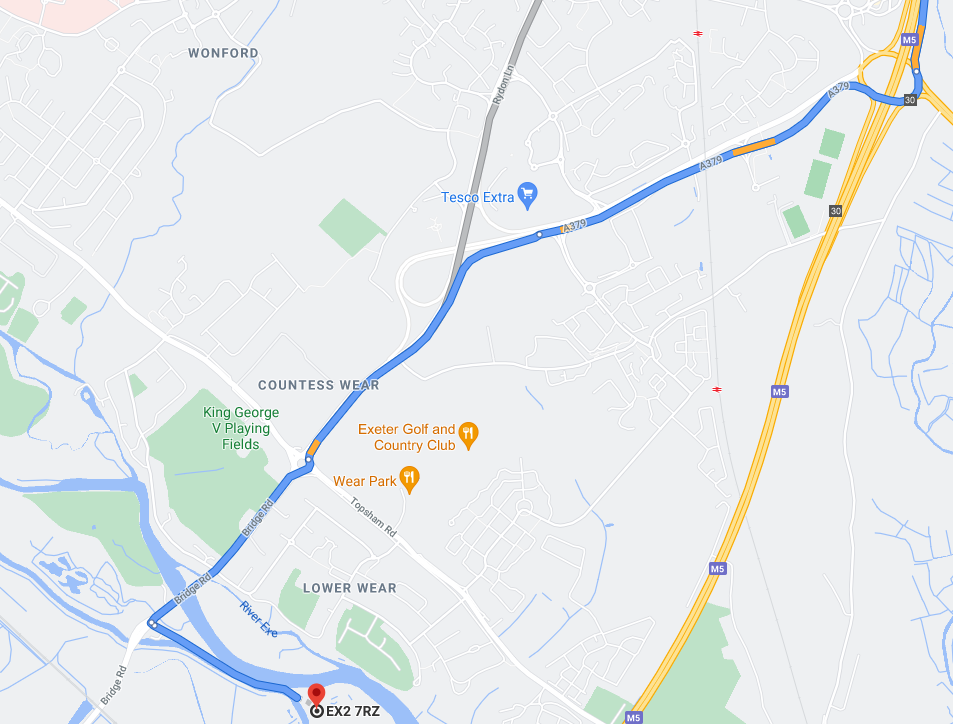 WONFORD
M5
Rydon Ln
A379
30
A379
Tesco Extra
A379
30
COUNTESS WEAR
M5
King George
V Playing
Fields
Exeter Golf and
Country Club
Wear Park
Bridge Rd
Topsham Rd
M5
Bridge Rd
LOWER WEAR
River Exe
Bridge Rd
EX2 7RZ
M5